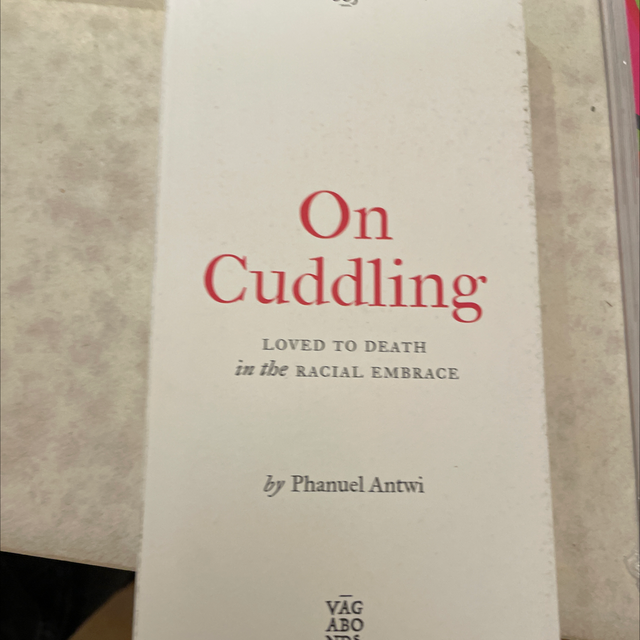 On
Cuddling
LOVED TO DEATH
in the RACIAL EMBRACE
by Phanuel Antwi
VAG
ABO